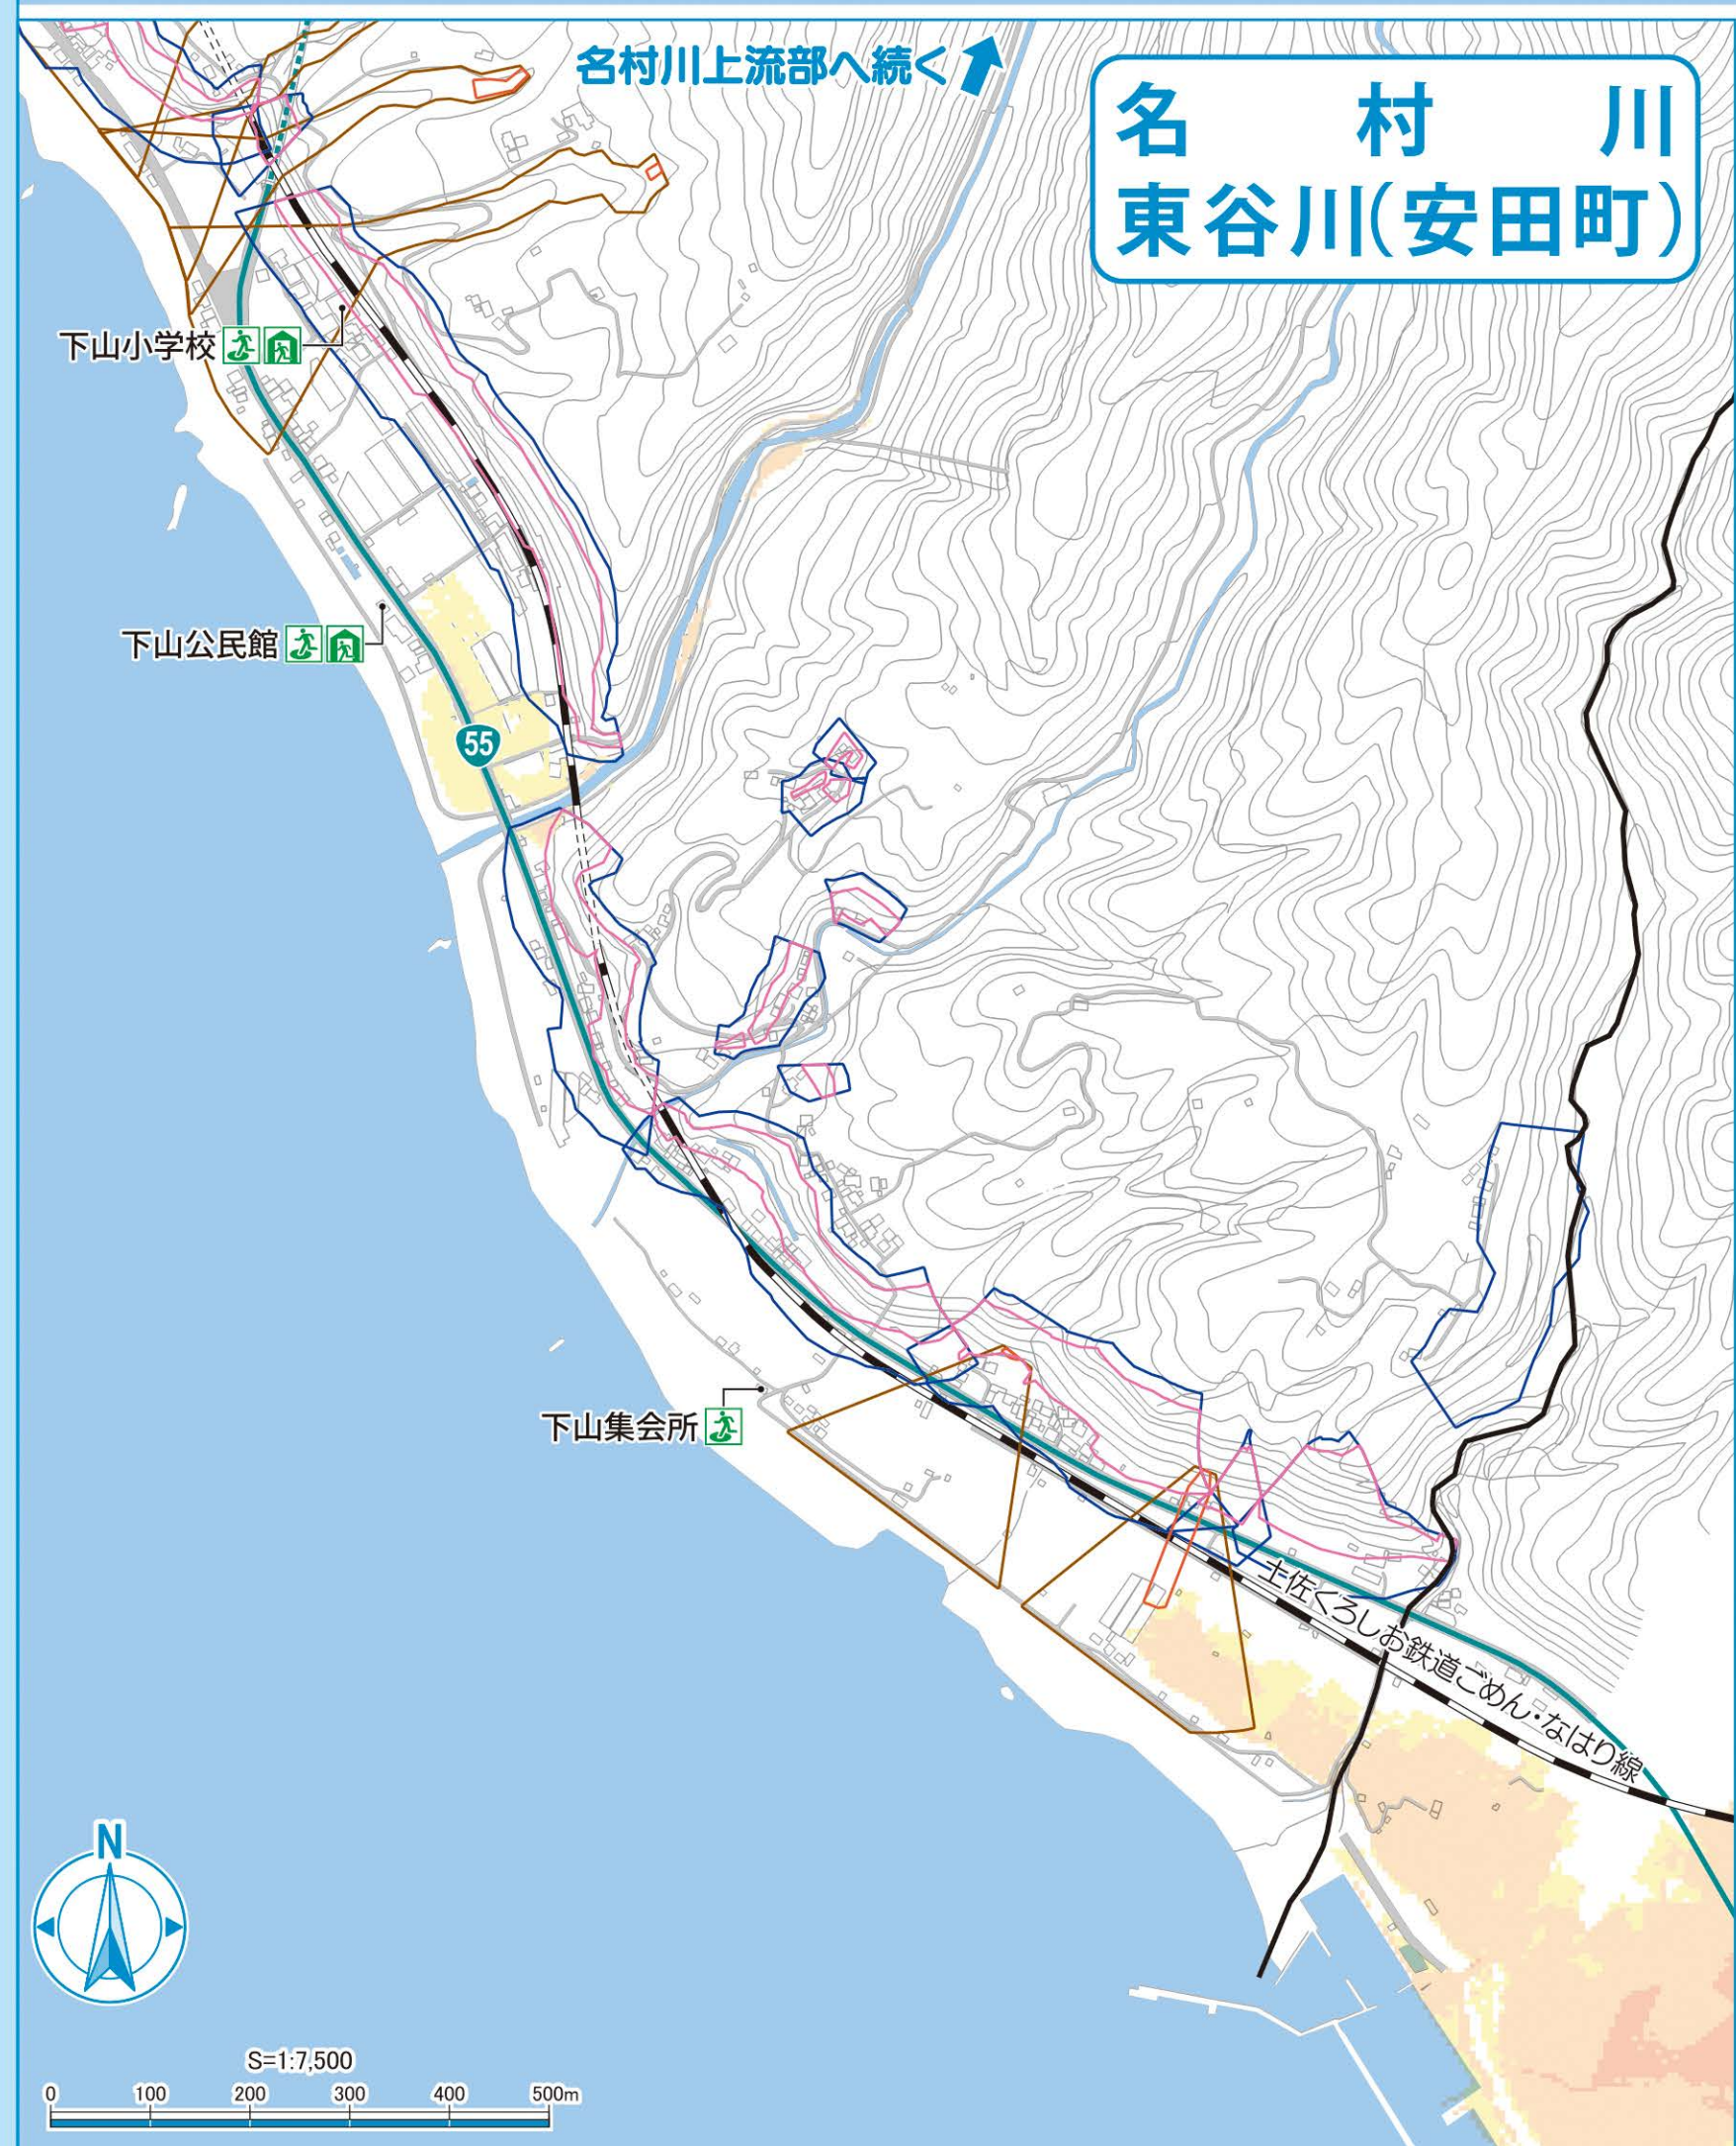 名村川上流部へ続く
名村川
東谷川(安田町)
下山小学校
下山公民館
55
下山集会所
土佐くろしお鉄道ごめん・なはり線
N
S=1:7,500
0 100 200 300 400 500m